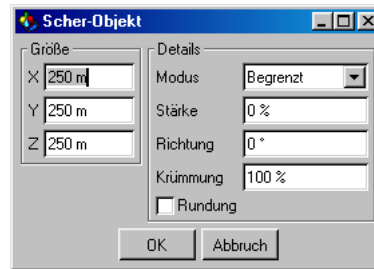 Scher-Objekt
Größe
X 250 m
Y 250 m
Z 250 m
Details
Modus Begrenzt
Stärke 0 %
Richtung 0 °
Krümmung 100 %
Rundung
OK Abbruch